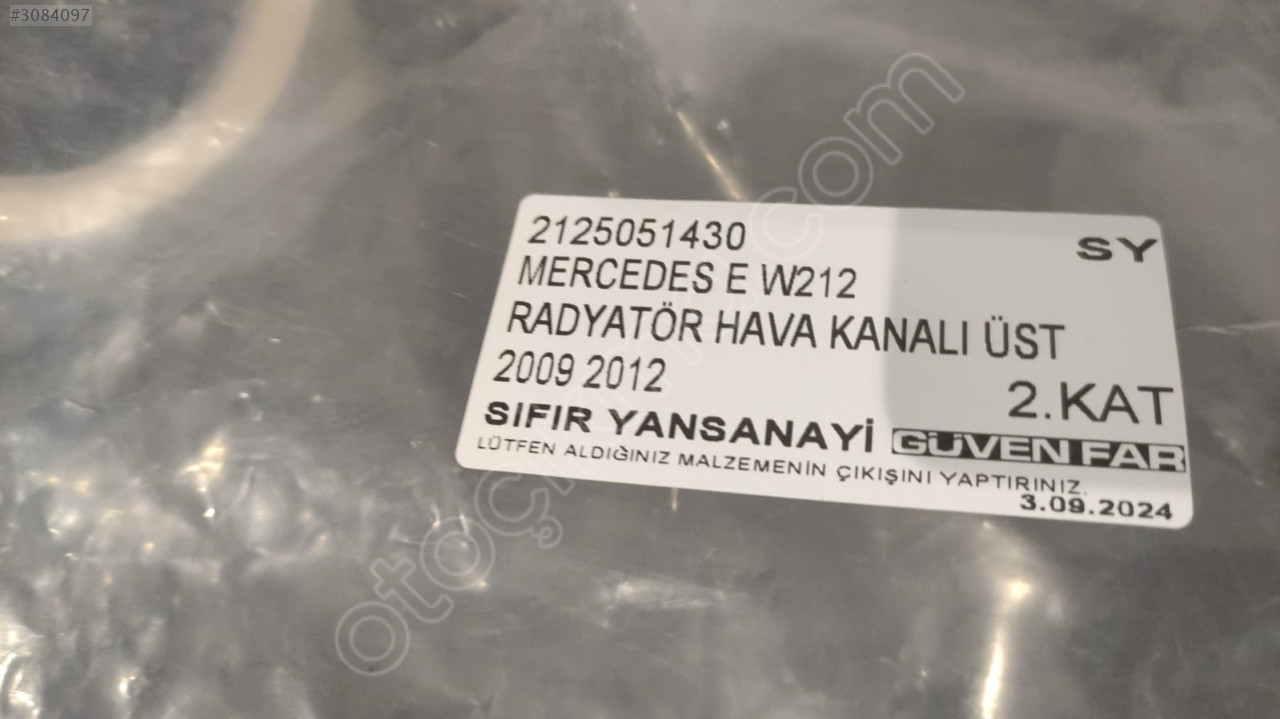 #3084097
2125051430
SY
MERCEDES E W212
RADYATÖR HAVA KANALI ÜST
2009 2012
2.KAT
SIFIR YANSANAYİ GÜVEN FAR
LÜTFEN ALDIĞINIZ MALZEMENİN ÇIKIŞINI YAPTIRINIZ.
3.09.2024